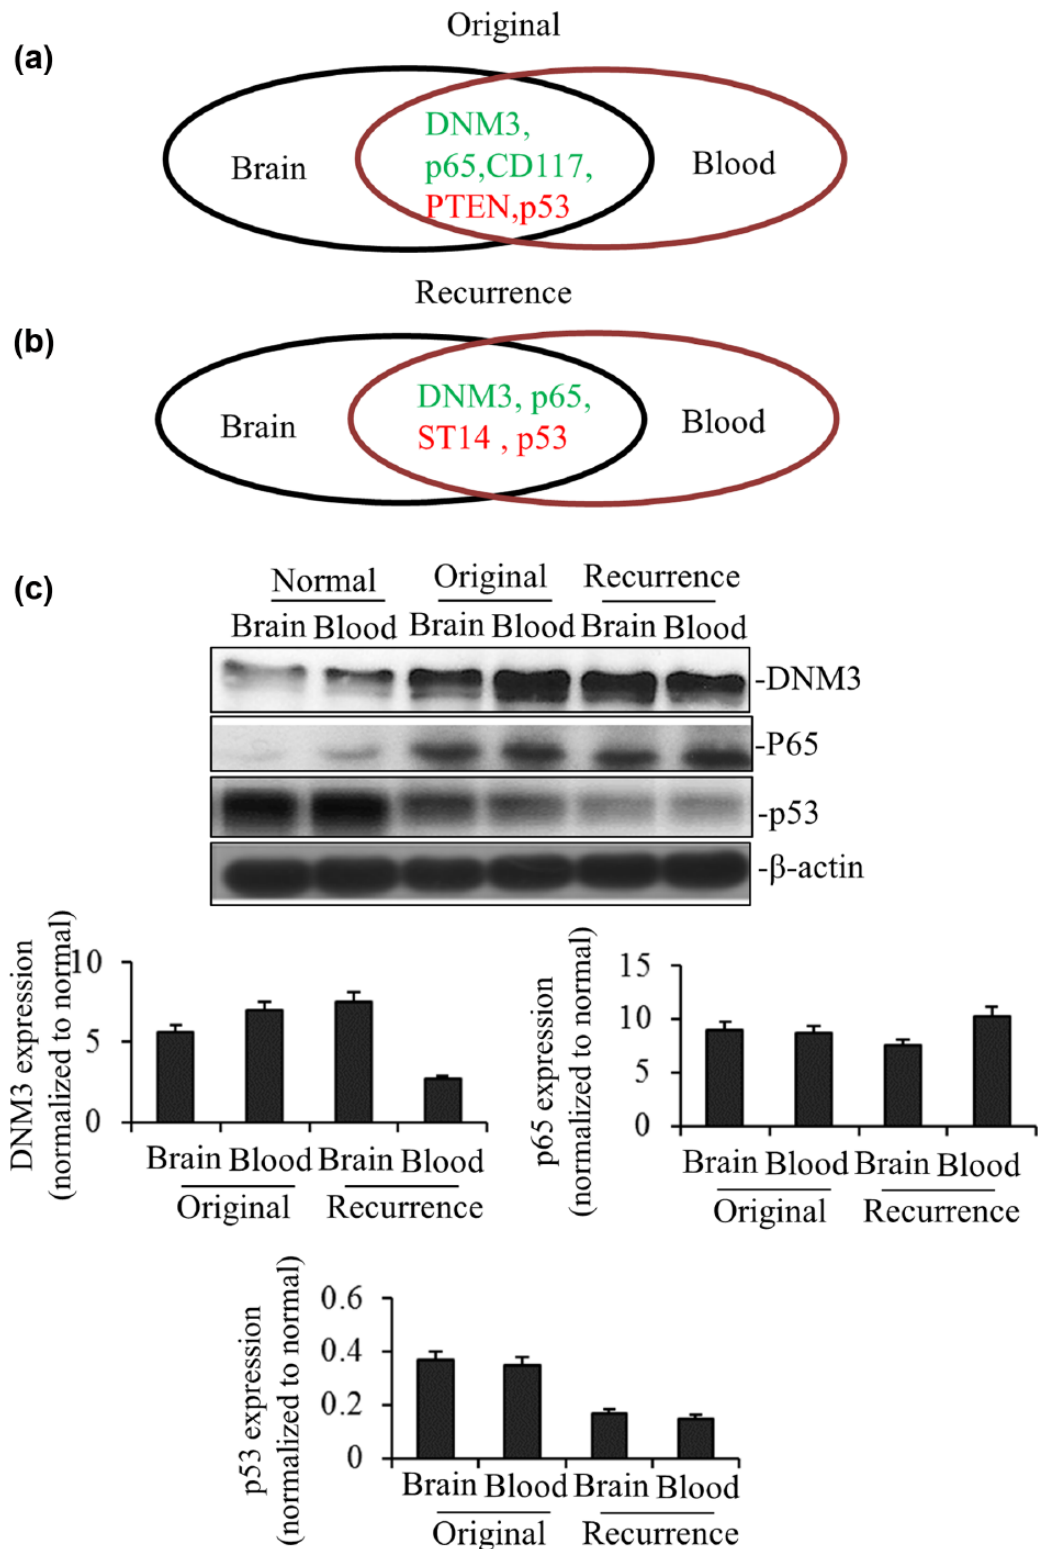 Original
(a)
DNM3,
p65,CD117,
PTEN,p53
Brain
Blood
Recurrence
(b)
DNM3, p65,
ST14 , p53
Brain
Blood
(c)
Normal Original Recurrence
Brain Blood Brain Blood Brain Blood
-DNM3
-P65
-p53
-β-actin
DNM3 expression
(normalized to normal)
10
5
0
Brain Blood Brain Blood
Original Recurrence
p65 expression
(normalized to normal)
15
10
5
0
Brain Blood Brain Blood
Original Recurrence
p53 expression
(normalized to normal)
0.6
0.4
0.2
0
Brain Blood Brain Blood
Original Recurrence